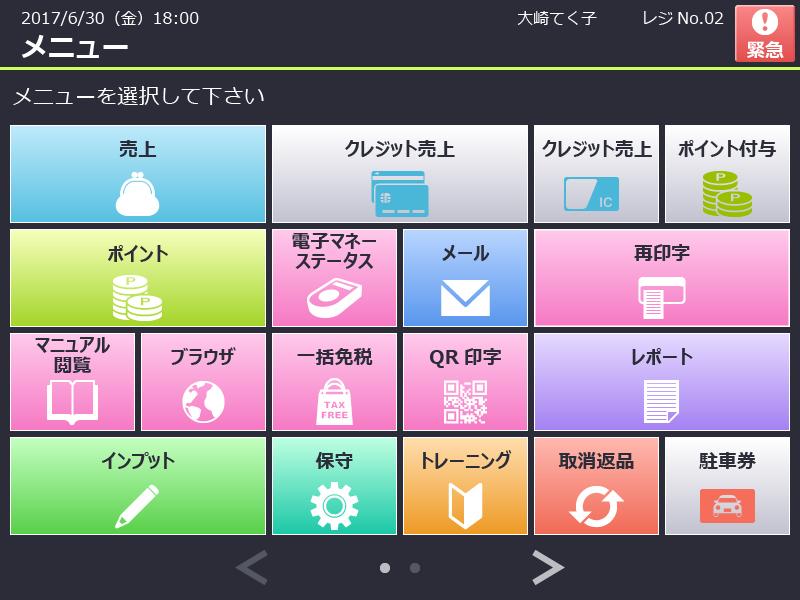 2017/6/30（金）18:00
大崎てく子
レジ No.02
緊急
メニュー
メニューを選択して下さい
売上
クレジット売上
クレジット売上
IC
ポイント付与
P
P
ポイント
P
P
電子マネー
ステータス
メール
再印字
マニュアル
閲覧
ブラウザ
一括免税
TAX
FREE
QR 印字
レポート
インプット
保守
トレーニング
取消返品
駐車券